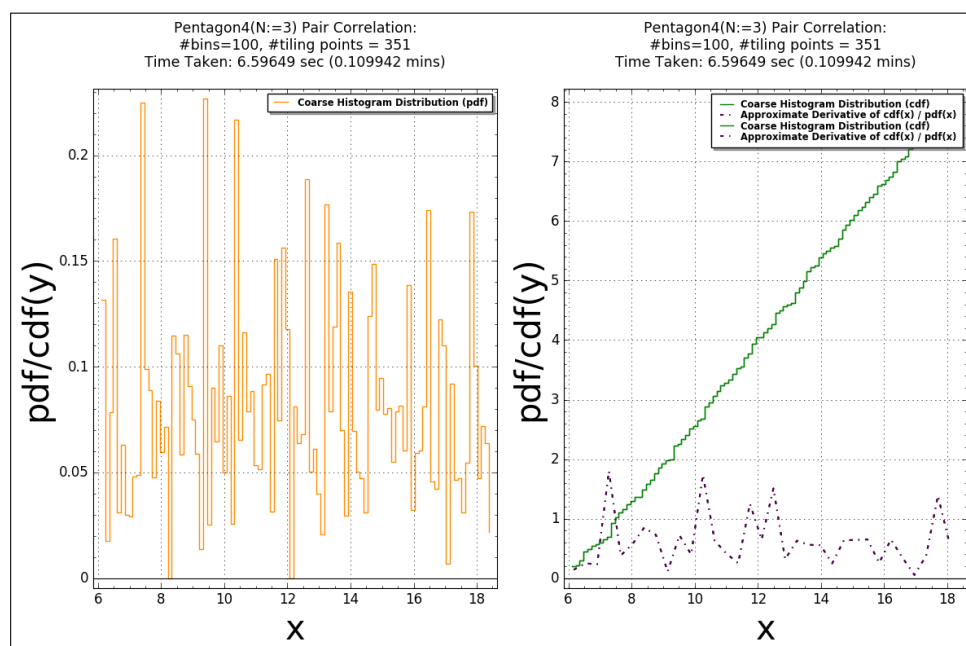 Pentagon4(N:=3) Pair Correlation:
#bins=100, #tiling points = 351
Time Taken: 6.59649 sec (0.109942 mins)
Coarse Histogram Distribution (pdf)
pdf/cdf(y)
0.2
0.15
0.1
0.05
0
6
8
10
12
14
16
18
x
Pentagon4(N:=3) Pair Correlation:
#bins=100, #tiling points = 351
Time Taken: 6.59649 sec (0.109942 mins)
Coarse Histogram Distribution (cdf)
Approximate Derivative of cdf(x) / pdf(x)
Coarse Histogram Distribution (cdf)
Approximate Derivative of cdf(x) / pdf(x)
pdf/cdf(y)
8
7
6
5
4
3
2
1
0
6
8
10
12
14
16
18
x